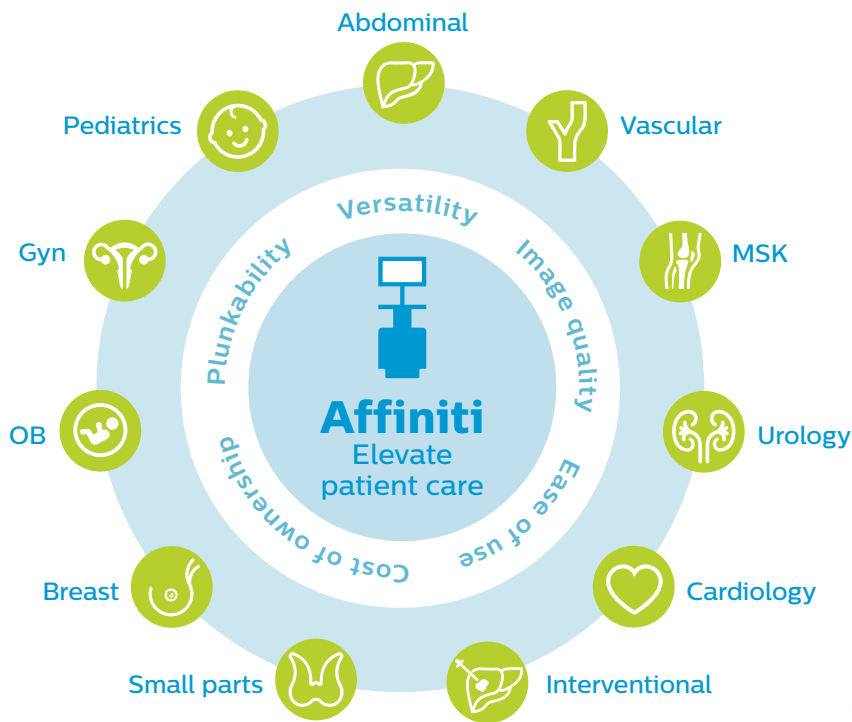 Abdominal
Pediatrics
Vascular
Gyn
MSK
OB
Urology
Breast
Cardiology
Small parts
Interventional
Versatility
Image quality
Ease of use
Cost of ownership
Plunkability
Affiniti
Elevate
patient care